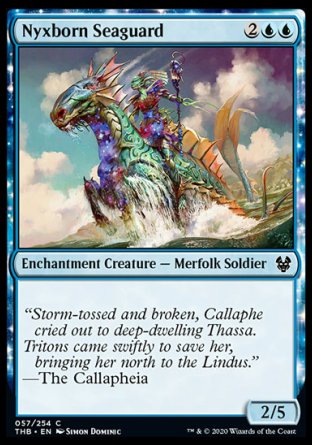 Nyxborn Seaguard 2
Enchantment Creature — Merfolk Soldier
“Storm-tossed and broken, Callaphe
cried out to deep-dwelling Thassa.
Tritons came swiftly to save her,
bringing her north to the Lindus.”
—The Callapheia
2/5
057/254 C
THB • EN Simon Dominic ™ & © 2020 Wizards of the Coast